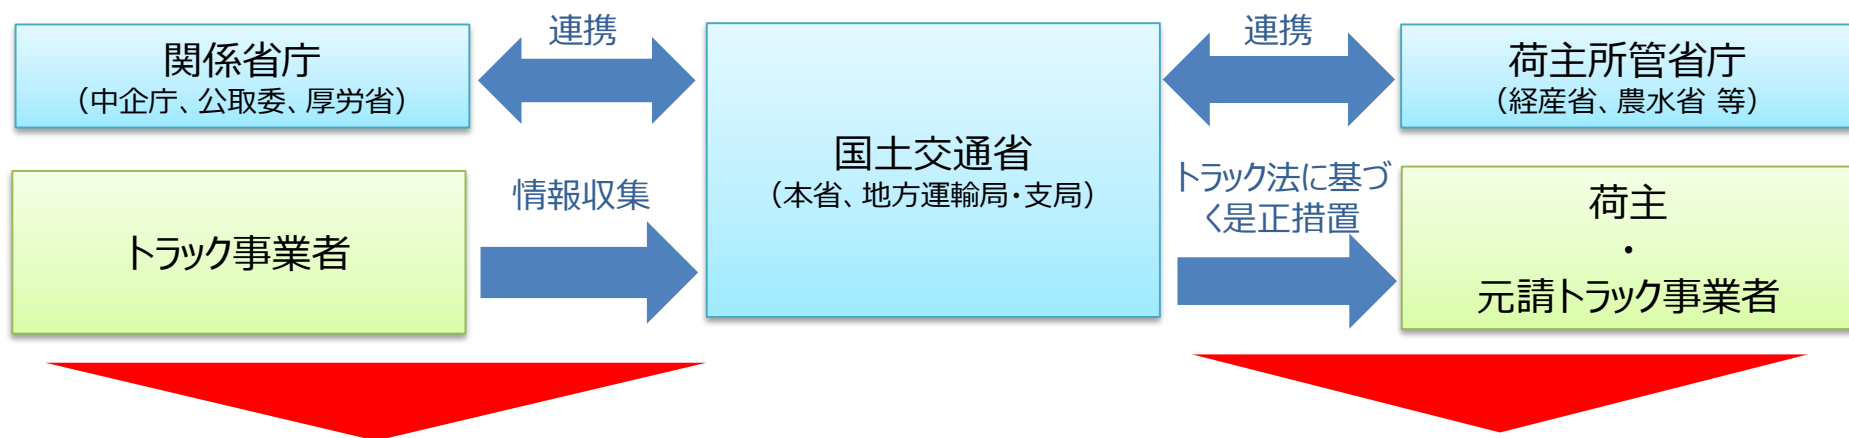 関係省庁
（中企庁、公取委、厚労省）
連携
国土交通省
（本省、地方運輸局・支局）
連携
荷主所管省庁
（経産省、農水省 等）
トラック事業者
情報収集
トラック法に基づ
く是正措置
荷主
・
元請トラック事業者